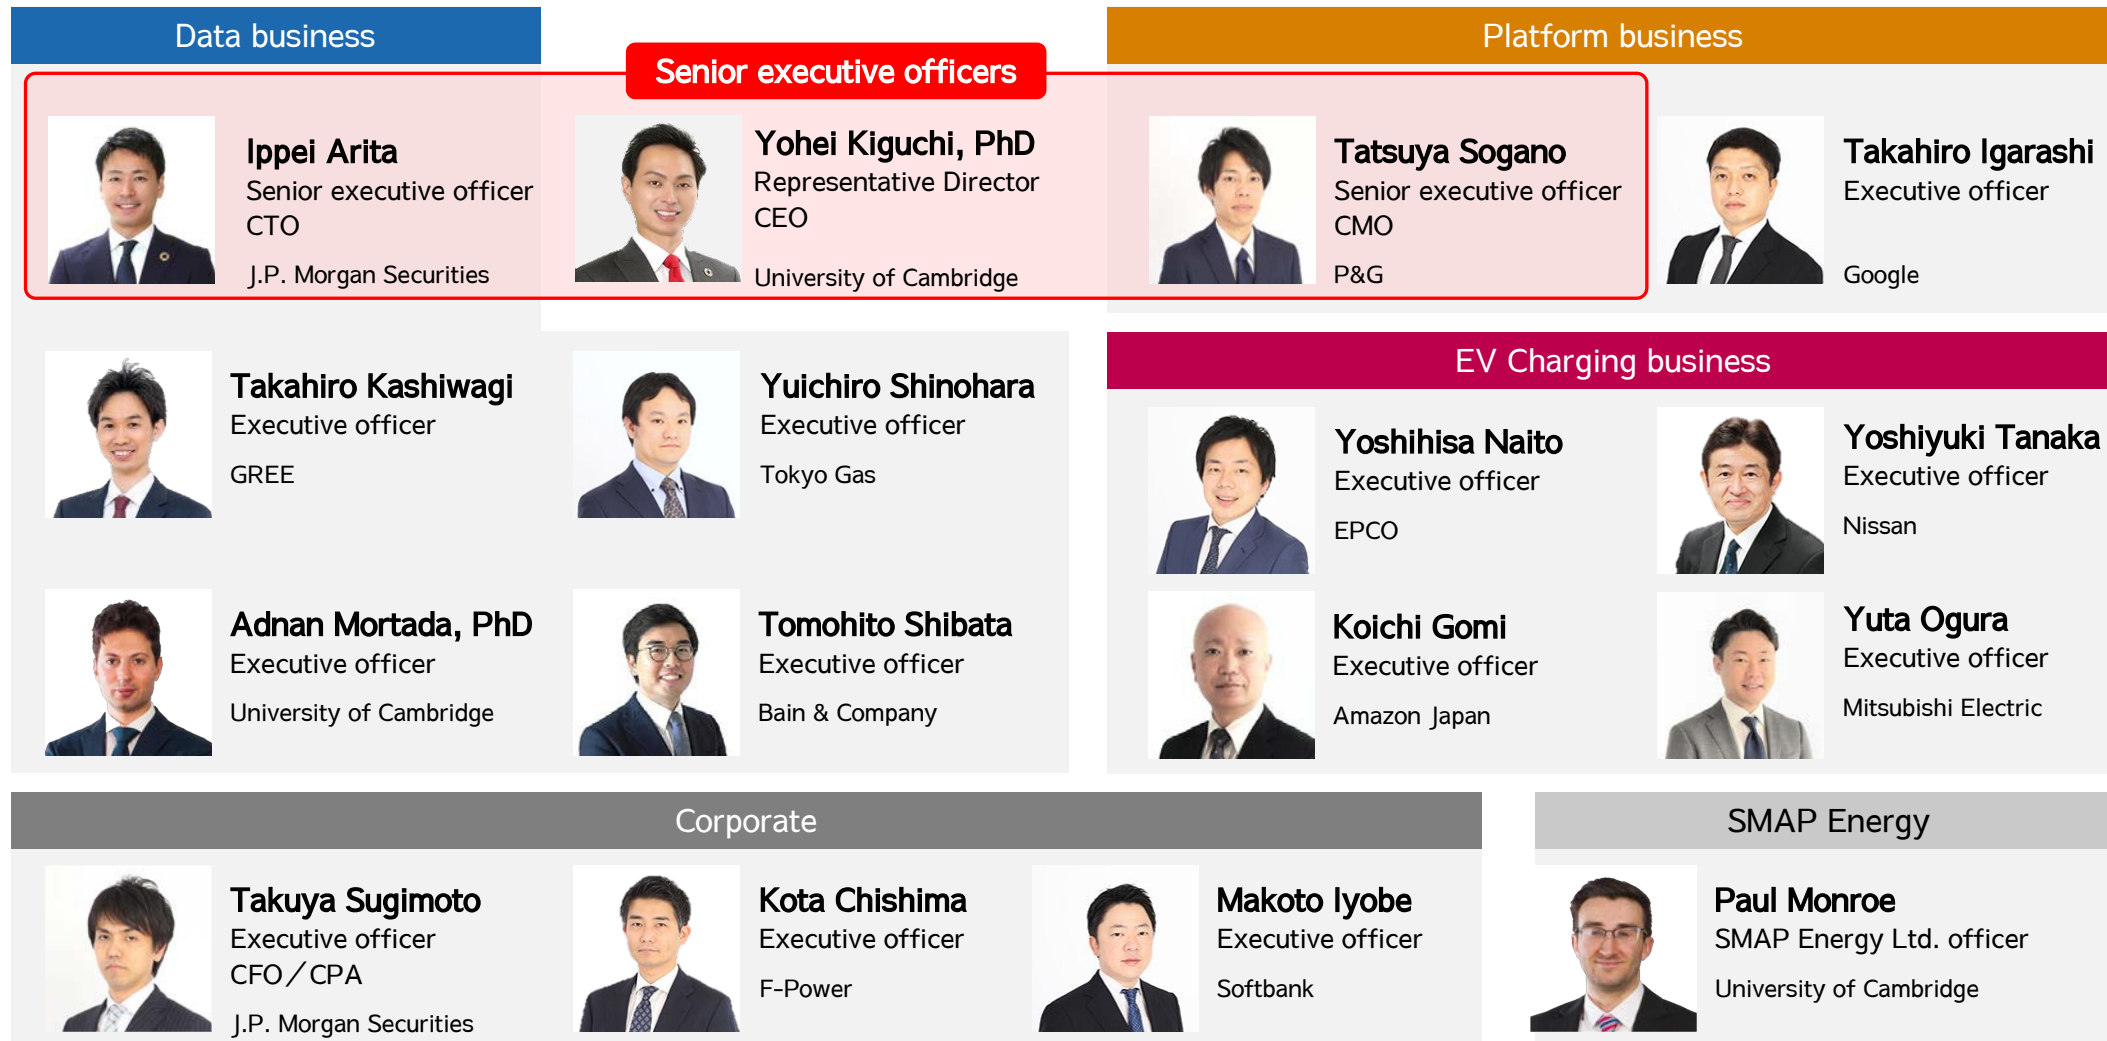 Data business
Senior executive officers
Platform business
Ippei Arita
Senior executive officer
CTO
J.P. Morgan Securities
Yohei Kiguchi, PhD
Representative Director
CEO
University of Cambridge
Tatsuya Sogano
Senior executive officer
CMO
P&G
Takahiro Igarashi
Executive officer
Google
Takahiro Kashiwagi
Executive officer
GREE
Yuichiro Shinohara
Executive officer
Tokyo Gas
Adnan Mortada, PhD
Executive officer
University of Cambridge
Tomohito Shibata
Executive officer
Bain & Company
EV Charging business
Yoshihisa Naito
Executive officer
EPCO
Yoshiyuki Tanaka
Executive officer
Nissan
Koichi Gomi
Executive officer
Amazon Japan
Yuta Ogura
Executive officer
Mitsubishi Electric
Corporate
Takuya Sugimoto
Executive officer
CFO／CPA
J.P. Morgan Securities
Kota Chishima
Executive officer
F-Power
Makoto Iyobe
Executive officer
Softbank
SMAP Energy
Paul Monroe
SMAP Energy Ltd. officer
University of Cambridge